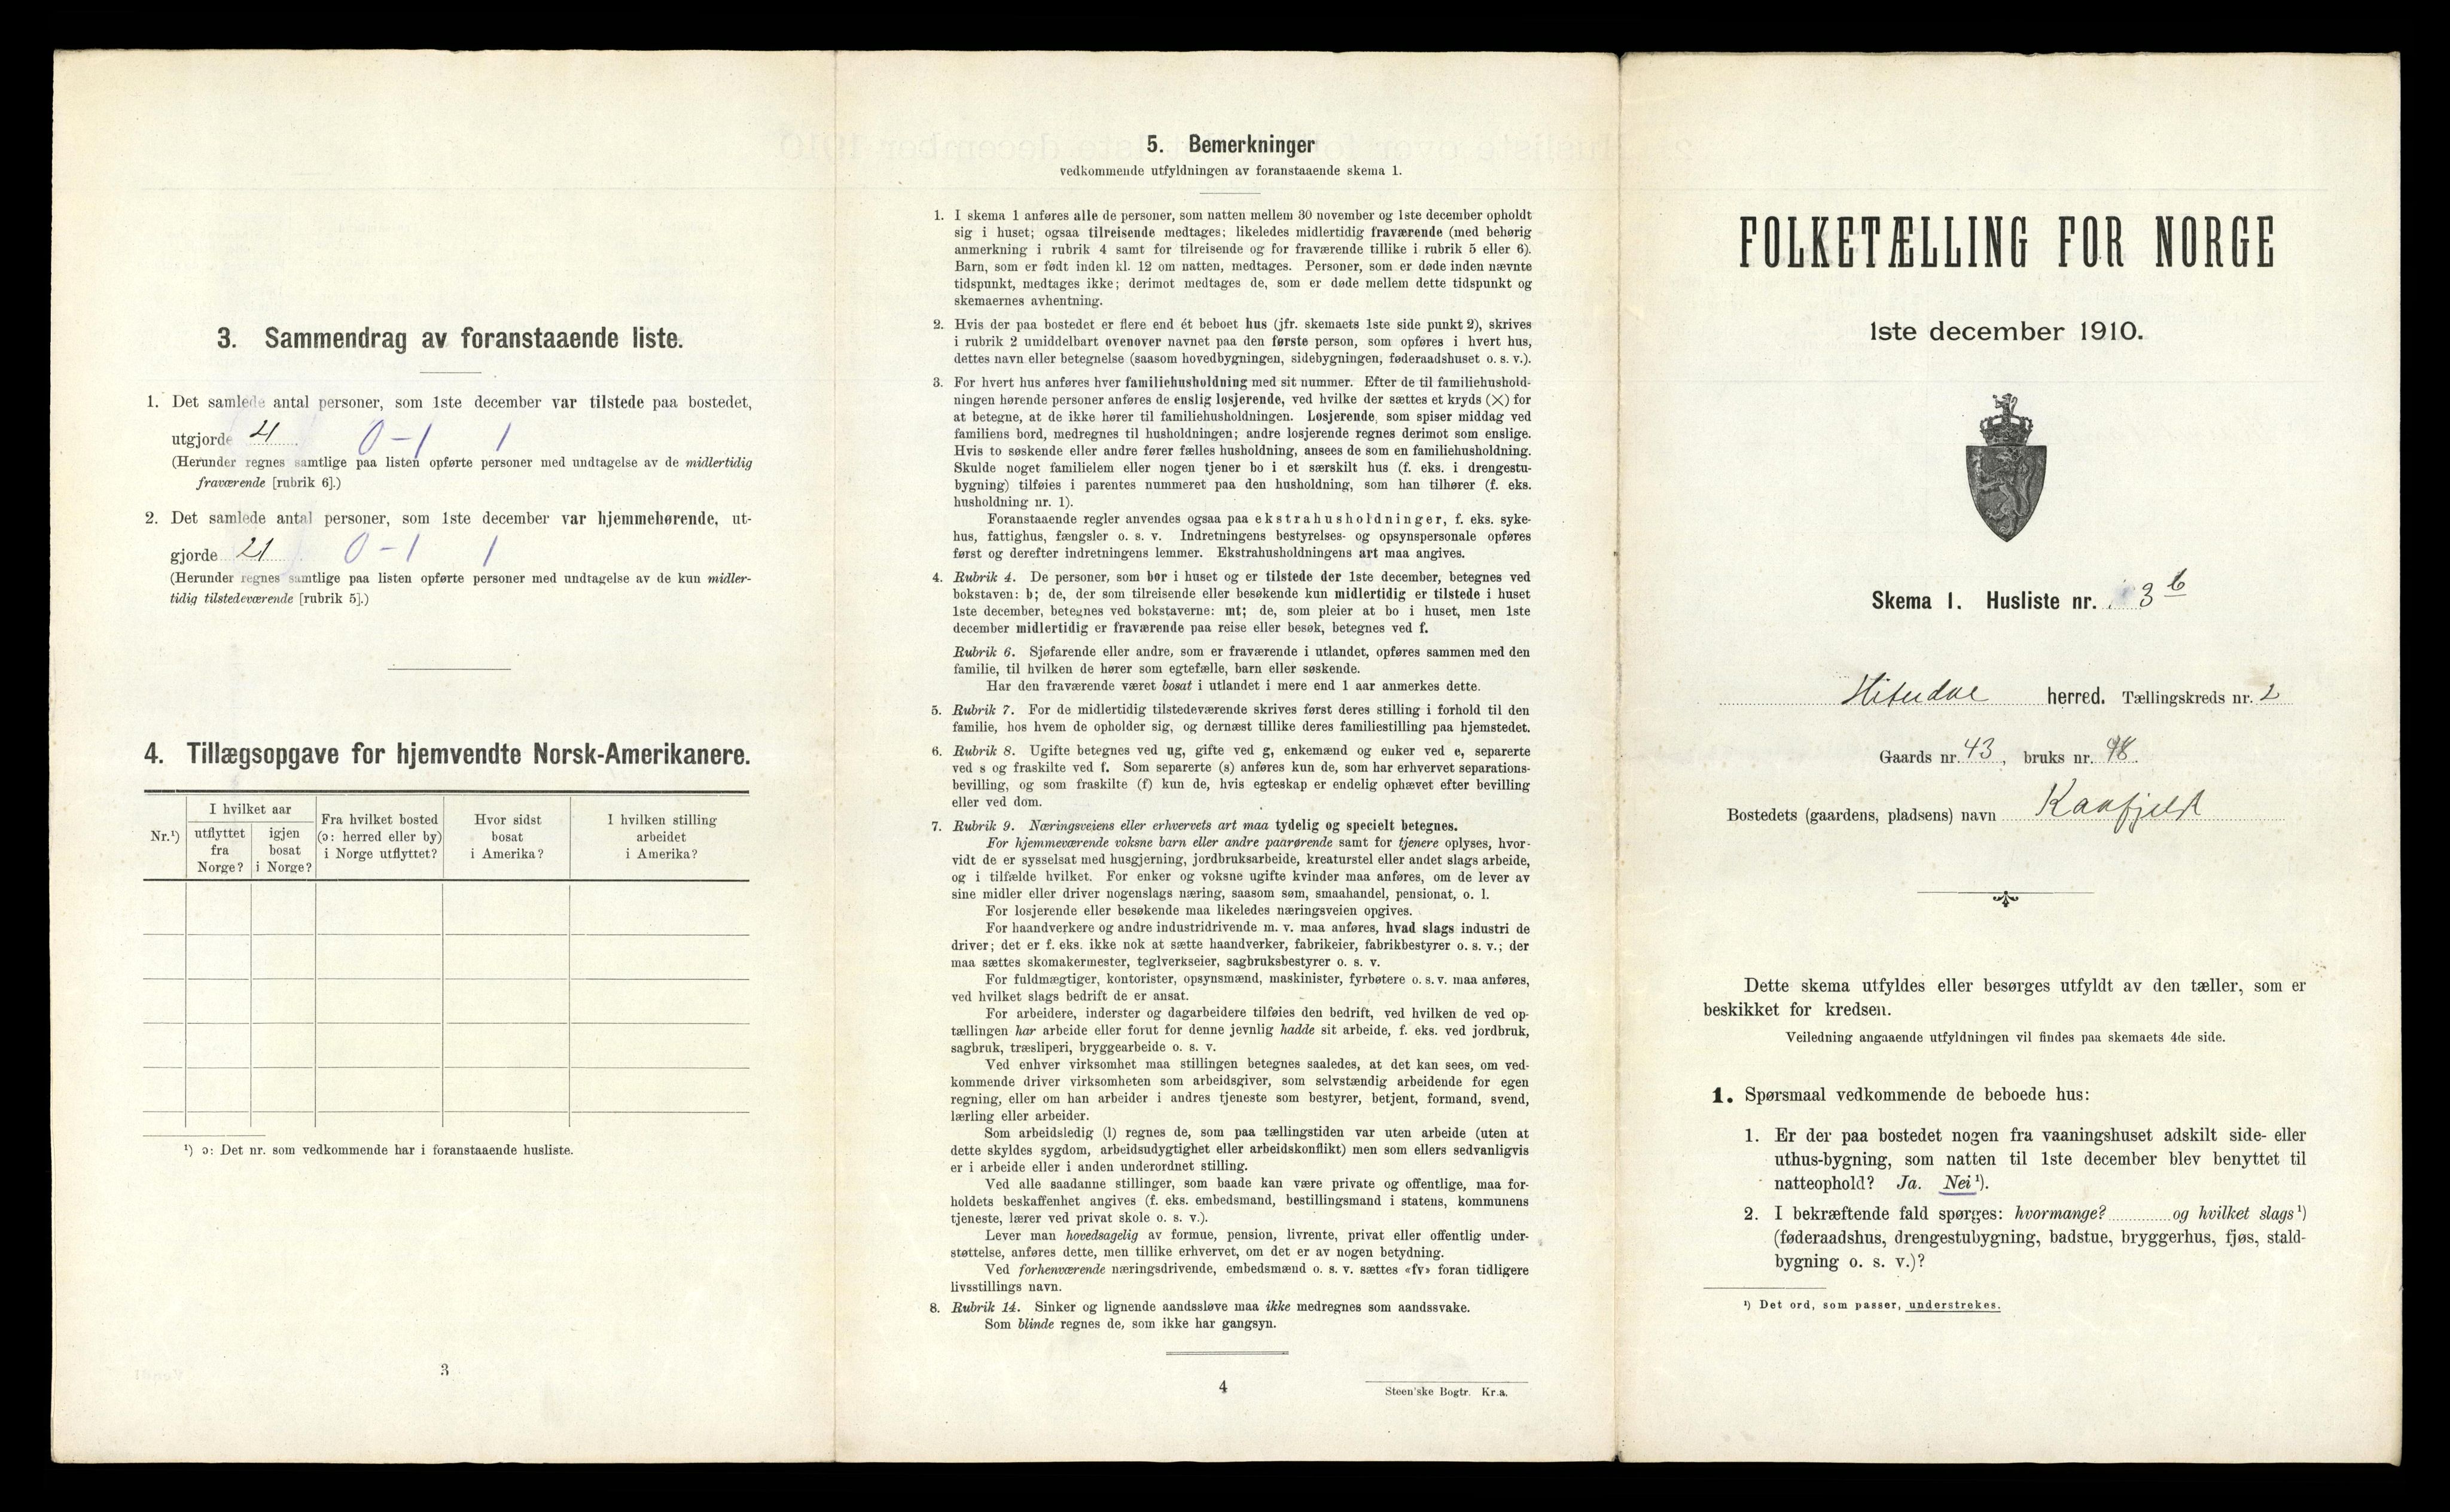 3. Sammendrag av foranstaaende liste.
1. Det samlede antal personer, som 1ste december var tilstede paa bostedet,
utgjorde 0-1 1
(Herunder regnes samtlige paa listen opførte personer med undtagelse av de midlertidig
fraværende [rubrik 6].)
2. Det samlede antal personer, som 1ste december var hjemmehørende, ut-
gjorde 0-1 1
(Herunder regnes samtlige paa listen opførte personer med undtagelse av de kun midler-
tidig tilstedeværende [rubrik 5].)
4. Tillægsopgave for hjemvendte Norsk-Amerikanere.
Nr.¹)
I hvilket aar
utflyttet
fra
Norge?
igjen
bosat
i Norge?
Fra hvilket bosted
(ɔ: herred eller by)
i Norge utflyttet?
Hvor sidst
bosat
i Amerika?
I hvilken stilling
arbeidet
i Amerika?
¹) ɔ: Det nr. som vedkommende har i foranstaaende husliste.
3
5. Bemerkninger
vedkommende utfyldningen av foranstaaende skema 1.
1. I skema 1 anføres alle de personer, som natten mellem 30 november og 1ste december opholdt
sig i huset; ogsaa tilreisende medtages; likeledes midlertidig fraværende (med behørig
anmerkning i rubrik 4 samt for tilreisende og for fraværende tillike i rubrik 5 eller 6).
Barn, som er født inden kl. 12 om natten, medtages. Personer, som er døde inden nævnte
tidspunkt, medtages ikke; derimot medtages de, som er døde mellem dette tidspunkt og
skemaernes avhentning.
2. Hvis der paa bostedet er flere end ét beboet hus (jfr. skemaets 1ste side punkt 2), skrives
i rubrik 2 umiddelbart ovenover navnet paa den første person, som opføres i hvert hus,
dettes navn eller betegnelse (saasom hovedbygningen, sidebygningen, føderaadshuset o. s. v.).
3. For hvert hus anføres hver familiehusholdning med sit nummer. Efter de til familiehushold-
ningen hørende personer anføres de enslig losjerende, ved hvilke der sættes et kryds (×) for
at betegne, at de ikke hører til familiehusholdningen. Losjerende, som spiser middag ved
familiens bord, medregnes til husholdningen; andre losjerende regnes derimot som enslige.
Hvis to søskende eller andre fører fælles husholdning, ansees de som en familiehusholdning.
Skulde noget familielem eller nogen tjener bo i et særskilt hus (f. eks. i drengestu-
bygning) tilføies i parentes nummeret paa den husholdning, som han tilhører (f. eks.
husholdning nr. 1).
Foranstaaende regler anvendes ogsaa paa ekstrahusholdninger, f. eks. syke-
hus, fattighus, fængsler o. s. v. Indretningens bestyrelses- og opsynspersonale opføres
først og derefter indretningens lemmer. Ekstrahusholdningens art maa angives.
4. Rubrik 4. De personer, som bor i huset og er tilstede der 1ste december, betegnes ved
bokstaven: b; de, der som tilreisende eller besøkende kun midlertidig er tilstede i huset
1ste december, betegnes ved bokstaverne: mt; de, som pleier at bo i huset, men 1ste
december midlertidig er fraværende paa reise eller besøk, betegnes ved f.
Rubrik 6. Sjøfarende eller andre, som er fraværende i utlandet, opføres sammen med den
familie, til hvilken de hører som egtefælle, barn eller søskende.
Har den fraværende været bosat i utlandet i mere end 1 aar anmerkes dette.
5. Rubrik 7. For de midlertidig tilstedeværende skrives først deres stilling i forhold til den
familie, hos hvem de opholder sig, og dernæst tillike deres familiestilling paa hjemstedet.
6. Rubrik 8. Ugifte betegnes ved ug, gifte ved g, enkemænd og enker ved e, separerte
ved s og fraskilte ved f. Som separerte (s) anføres kun de, som har erhvervet separations-
bevilling, og som fraskilte (f) kun de, hvis egteskap er endelig ophævet efter bevilling
eller ved dom.
7. Rubrik 9. Næringsveiens eller erhvervets art maa tydelig og specielt betegnes.
For hjemmeværende voksne barn eller andre paarørende samt for tjenere oplyses, hvor-
vidt de er sysselsat med husgjerning, jordbruksarbeide, kreaturstel eller andet slags arbeide,
og i tilfælde hvilket. For enker og voksne ugifte kvinder maa anføres, om de lever av
sine midler eller driver nogenslags næring, saasom søm, smaahandel, pensionat, o. l.
For losjerende eller besøkende maa likeledes næringsveien opgives.
For haandverkere og andre industridrivende m. v. maa anføres, hvad slags industri de
driver; det er f. eks. ikke nok at sætte haandverker, fabrikeier, fabrikbestyrer o. s. v.; der
maa sættes skomakermester, teglverkseier, sagbruksbestyrer o. s. v.
For fuldmægtiger, kontorister, opsynsmænd, maskinister, fyrbøtere o. s. v. maa anføres,
ved hvilket slags bedrift de er ansat.
For arbeidere, inderster og dagarbeidere tilføies den bedrift, ved hvilken de ved op-
tællingen har arbeide eller forut for denne jevnlig hadde sit arbeide, f. eks. ved jordbruk,
sagbruk, træsliperi, bryggearbeide o. s. v.
Ved enhver virksomhet maa stillingen betegnes saaledes, at det kan sees, om ved-
kommende driver virksomheten som arbeidsgiver, som selvstændig arbeidende for egen
regning, eller om han arbeider i andres tjeneste som bestyrer, betjent, formand, svend,
lærling eller arbeider.
Som arbeidsledig (l) regnes de, som paa tællingstiden var uten arbeide (uten at
dette skyldes sygdom, arbeidsudygtighet eller arbeidskonflikt) men som ellers sedvanligvis
er i arbeide eller i anden underordnet stilling.
Ved alle saadanne stillinger, som baade kan være private og offentlige, maa for-
holdets beskaffenhet angives (f. eks. embedsmand, bestillingsmand i statens, kommunens
tjeneste, lærer ved privat skole o. s. v.).
Lever man hovedsagelig av formue, pension, livrente, privat eller offentlig under-
støttelse, anføres dette, men tillike erhvervet, om det er av nogen betydning.
Ved forhenværende næringsdrivende, embedsmænd o. s. v. sættes «fv» foran tidligere
livsstillings navn.
8. Rubrik 14. Sinker og lignende aandssløve maa ikke medregnes som aandssvake.
Som blinde regnes de, som ikke har gangsyn.
4
Steen'ske Bogtr. Kr.a.
FOLKETÆLLING FOR NORGE
1ste december 1910.
Skema 1. Husliste nr. 3 b
Hiterdal herred. Tællingskreds nr. 2
Gaards nr. 43, bruks nr. 98.
Bostedets (gaardens, pladsens) navn Kaafjeld
Dette skema utfyldes eller besørges utfyldt av den tæller, som er
beskikket for kredsen.
Veiledning angaaende utfyldningen vil findes paa skemaets 4de side.
1. Spørsmaal vedkommende de beboede hus:
1. Er der paa bostedet nogen fra vaaningshuset adskilt side- eller
uthus-bygning, som natten til 1ste december blev benyttet til
natteophold? Ja. Nei¹).
2. I bekræftende fald spørges: hvormange? og hvilket slags¹)
(føderaadshus, drengestubygning, badstue, bryggerhus, fjøs, stald-
bygning o. s. v.)?
¹) Det ord, som passer, understrekes.